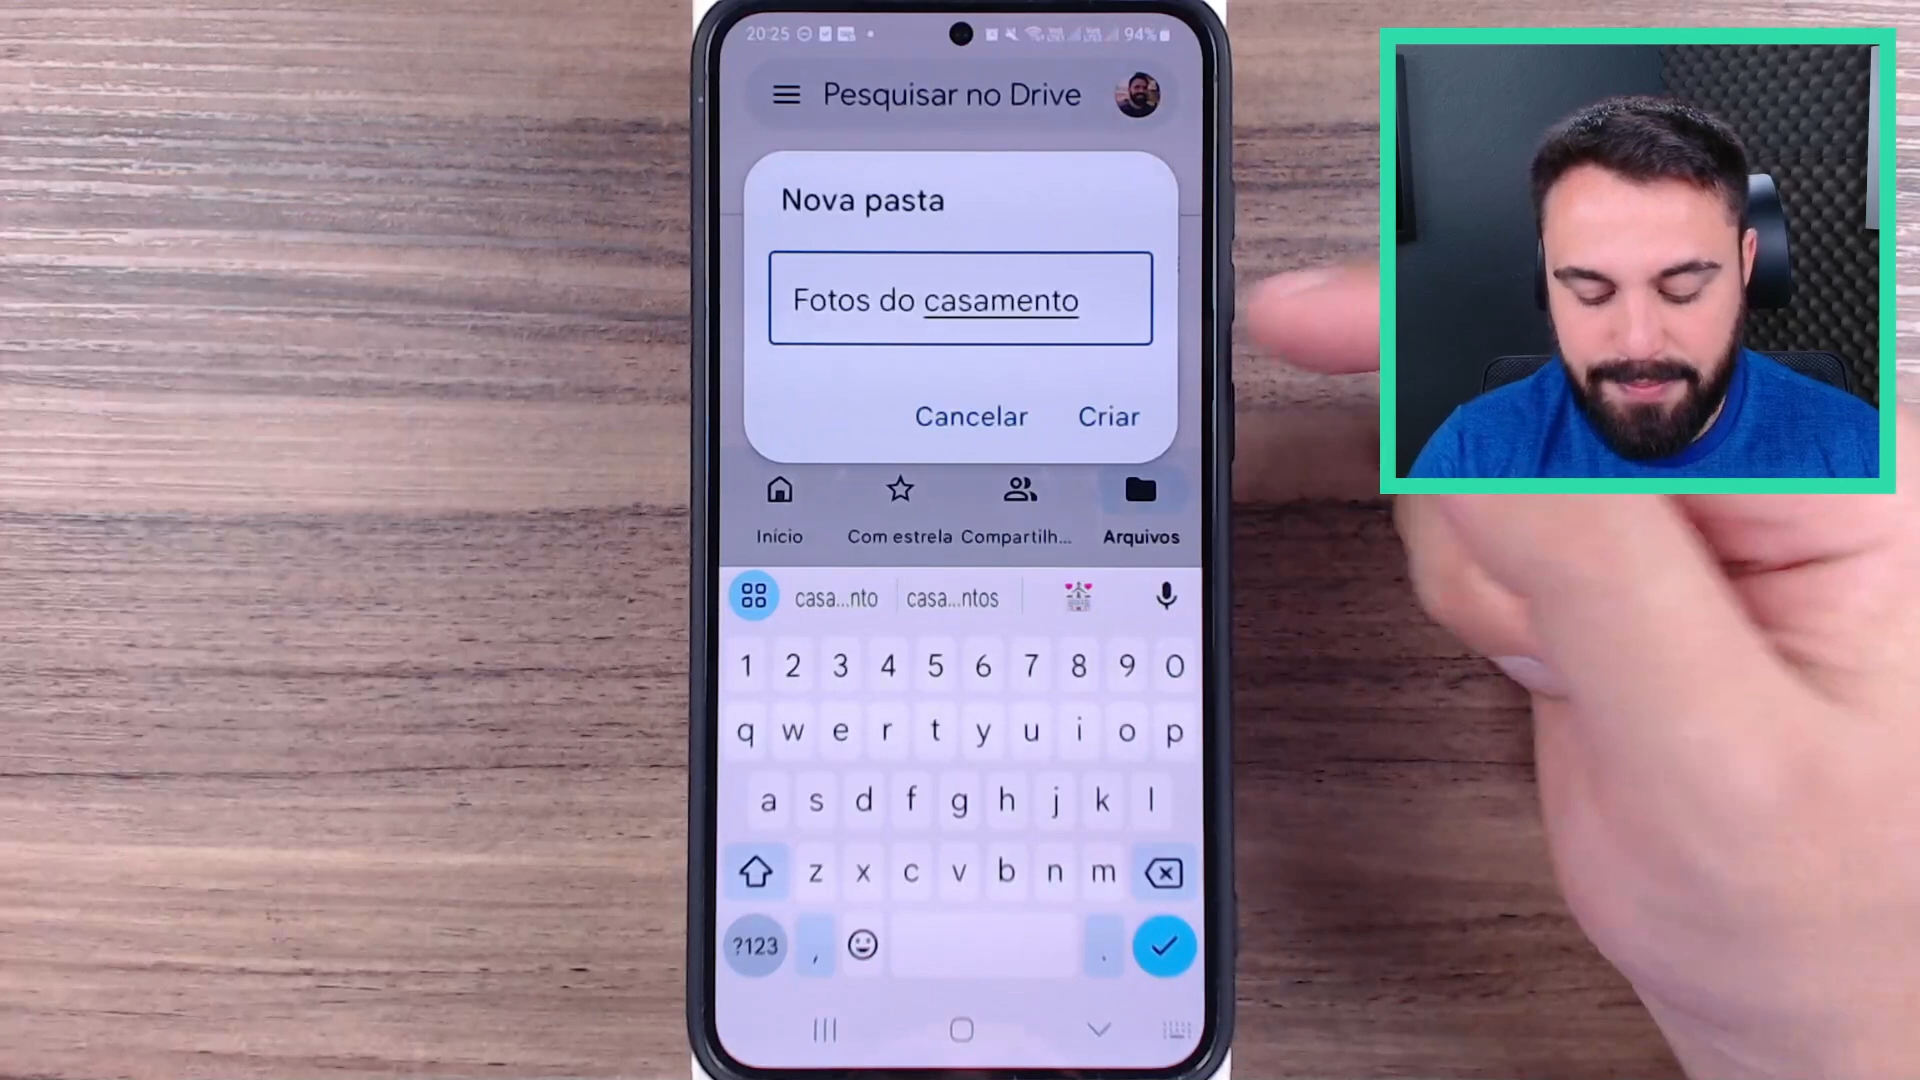 20:25 94%
Pesquisar no Drive
Nova pasta
Fotos do casamento
Cancelar Criar
Início Com estrela Compartilh... Arquivos
casa...nto casa...ntos
1 2 3 4 5 6 7 8 9 0
q w e r t y u i o p
a s d f g h j k l
z x c v b n m
?123 , .